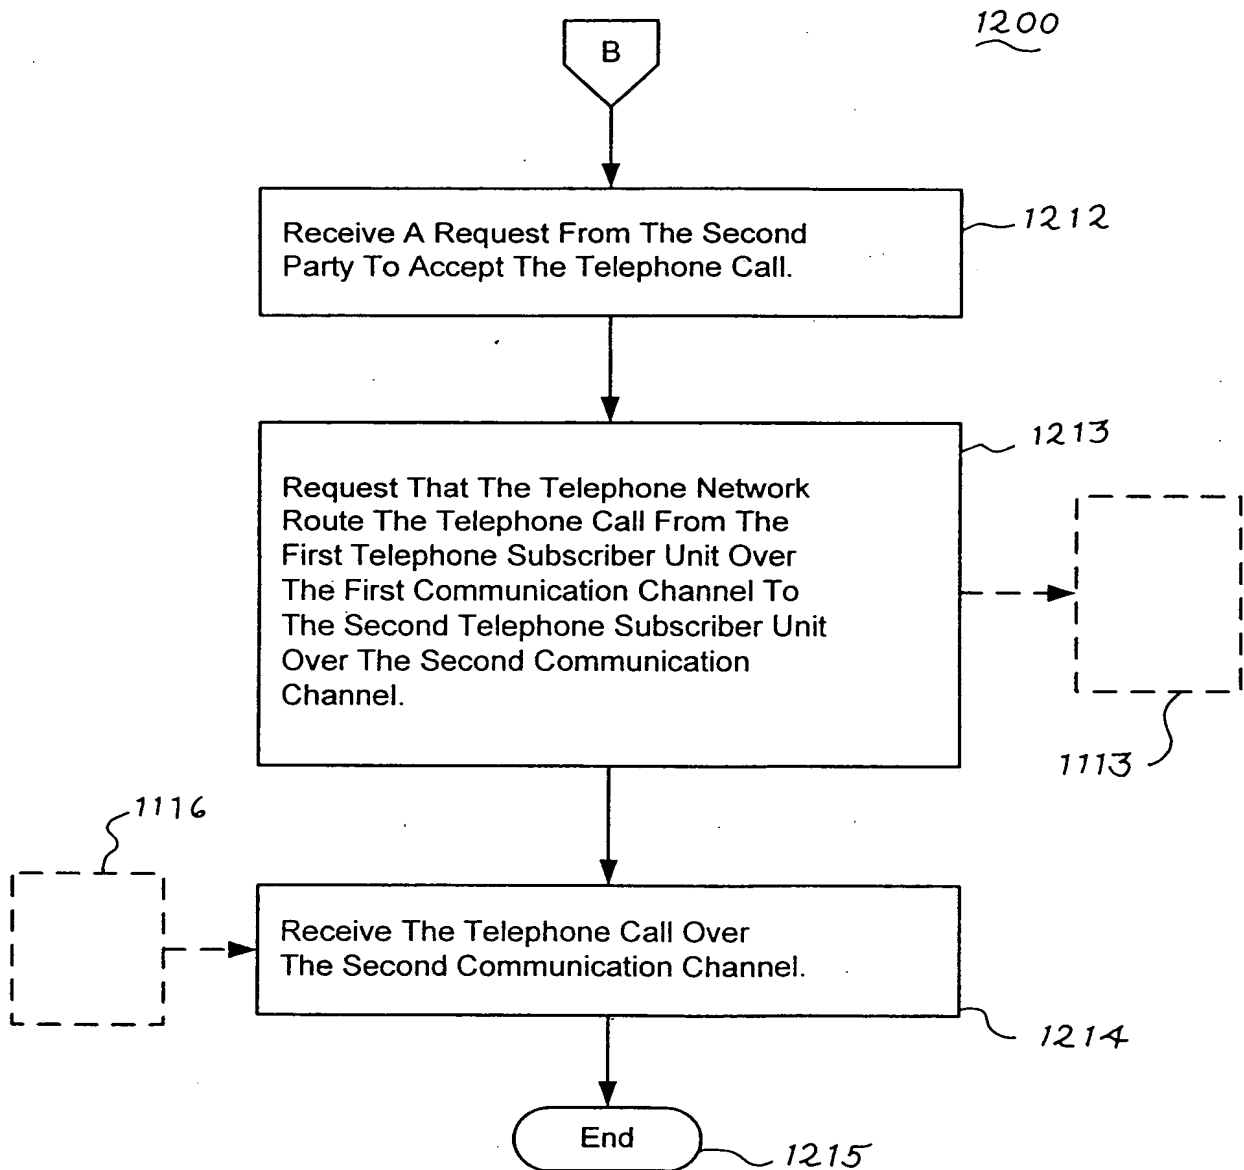 1200
B
Receive A Request From The Second
Party To Accept The Telephone Call.
1212
1213
Request That The Telephone Network
Route The Telephone Call From The
First Telephone Subscriber Unit Over
The First Communication Channel To
The Second Telephone Subscriber Unit
Over The Second Communication
Channel.
1113
1116
Receive The Telephone Call Over
The Second Communication Channel.
1214
End
1215